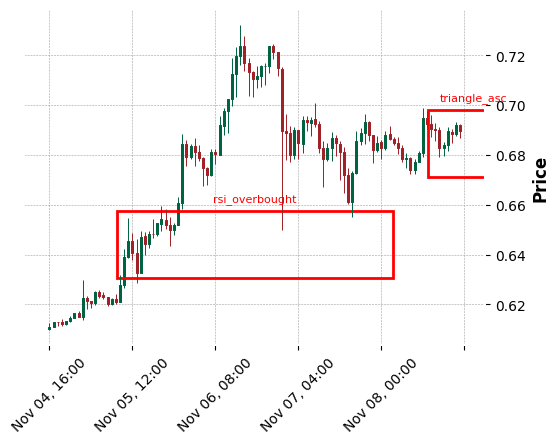 0.72
triangle_asc
0.70
0.68
rsi_overbought
0.66
0.64
0.62
Price
Nov 04, 16:00
Nov 05, 12:00
Nov 06, 08:00
Nov 07, 04:00
Nov 08, 00:00